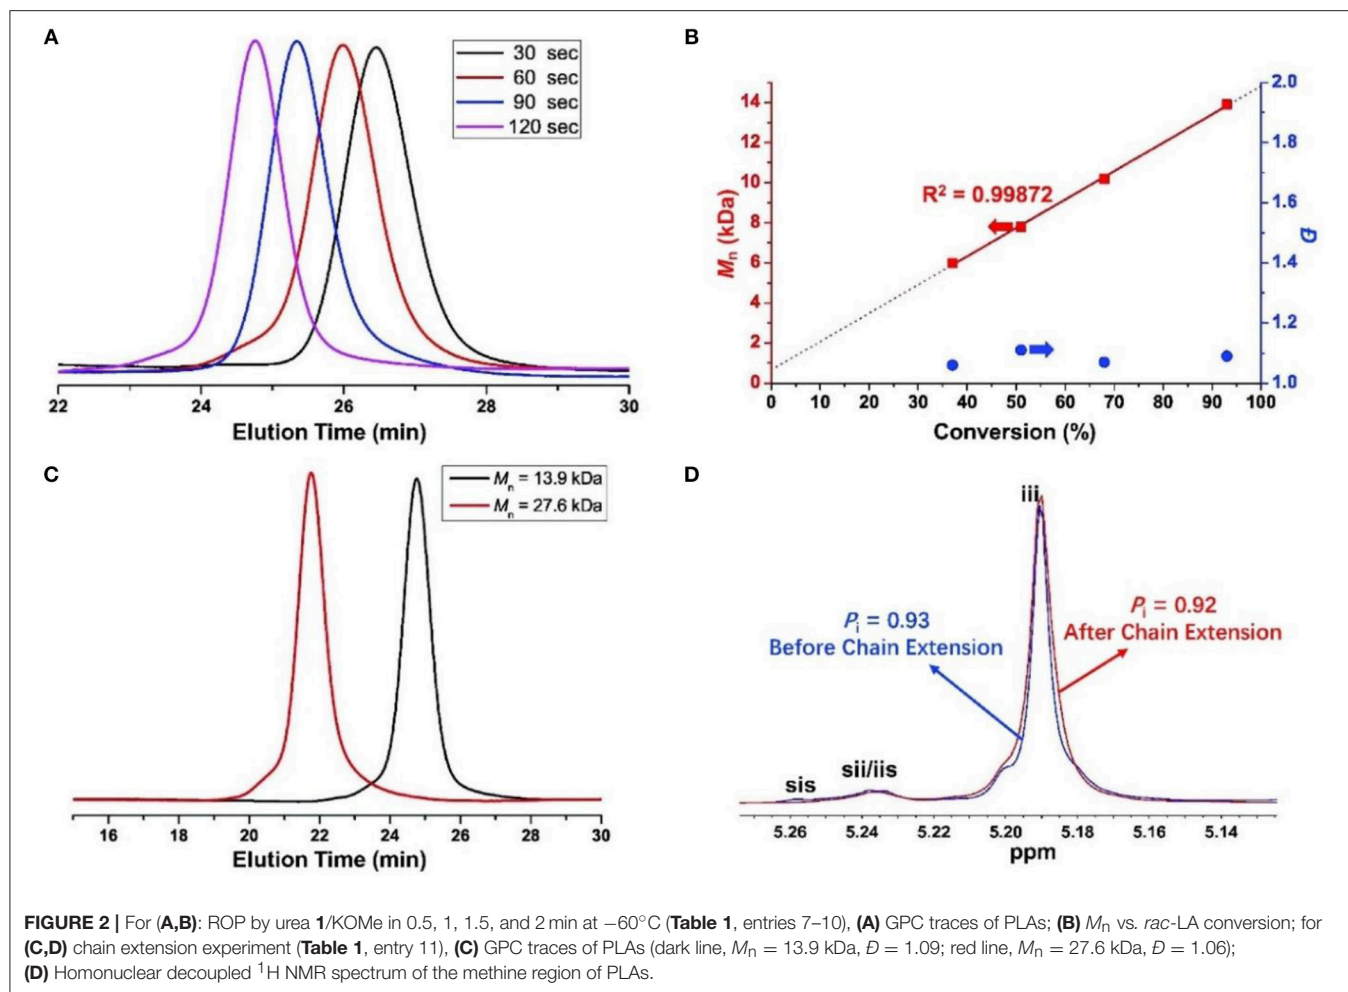 A
30 sec
60 sec
90 sec
120 sec
22
24
26
28
30
Elution Time (min)
B
14
12
10
8
6
4
2
0
Mn (kDa)
R² = 0.99872
2.0
1.8
1.6
1.4
1.2
1.0
Đ
0 10 20 30 40 50 60 70 80 90 100
Conversion (%)
C
Mn = 13.9 kDa
Mn = 27.6 kDa
16 18 20 22 24 26 28 30
Elution Time (min)
D
iii
Pi = 0.93
Before Chain Extension
Pi = 0.92
After Chain Extension
sis
sii/iis
5.26 5.24 5.22 5.20 5.18 5.16 5.14
ppm
FIGURE 2 | For (A,B): ROP by urea 1/KOMe in 0.5, 1, 1.5, and 2 min at −60°C (Table 1, entries 7–10), (A) GPC traces of PLAs; (B) Mn vs. rac-LA conversion; for
(C,D) chain extension experiment (Table 1, entry 11), (C) GPC traces of PLAs (dark line, Mn = 13.9 kDa, Đ = 1.09; red line, Mn = 27.6 kDa, Đ = 1.06);
(D) Homonuclear decoupled ¹H NMR spectrum of the methine region of PLAs.